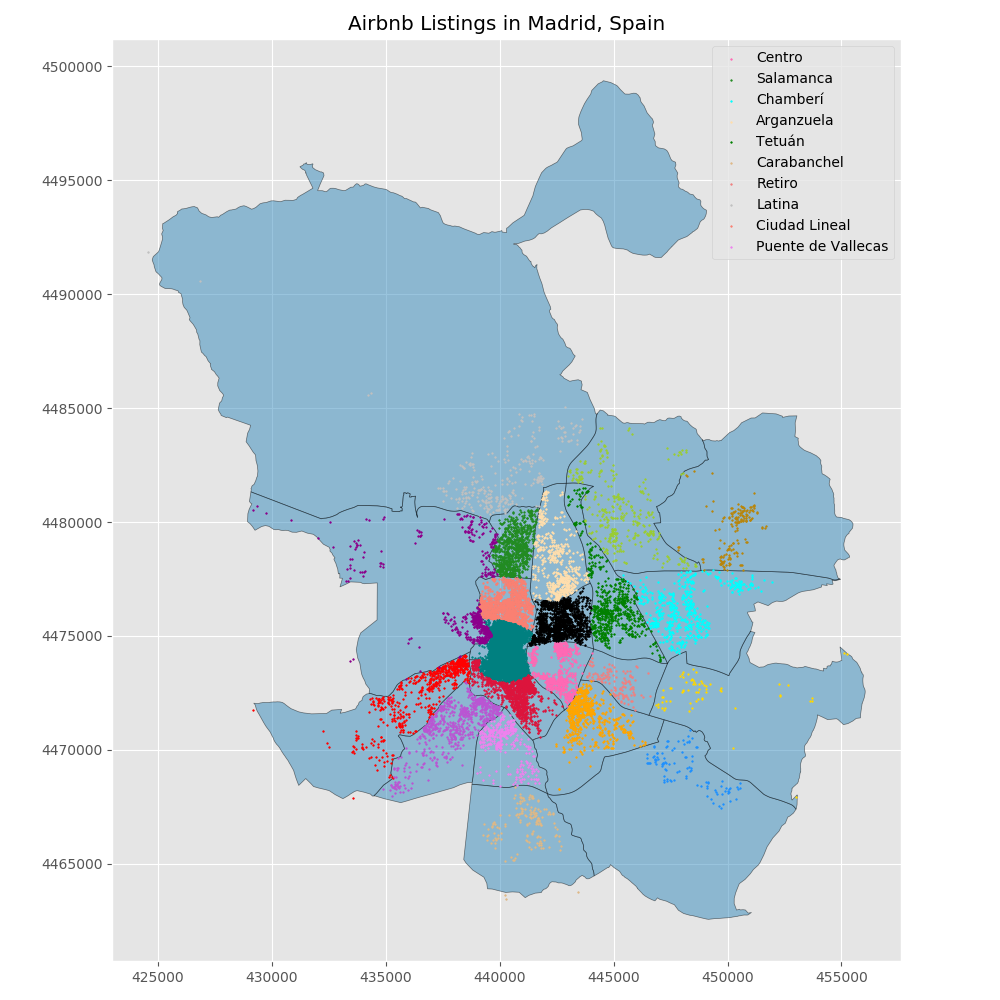 Airbnb Listings in Madrid, Spain
Centro
Salamanca
Chamberí
Arganzuela
Tetuán
Carabanchel
Retiro
Latina
Ciudad Lineal
Puente de Vallecas
4500000
4495000
4490000
4485000
4480000
4475000
4470000
4465000
425000 430000 435000 440000 445000 450000 455000